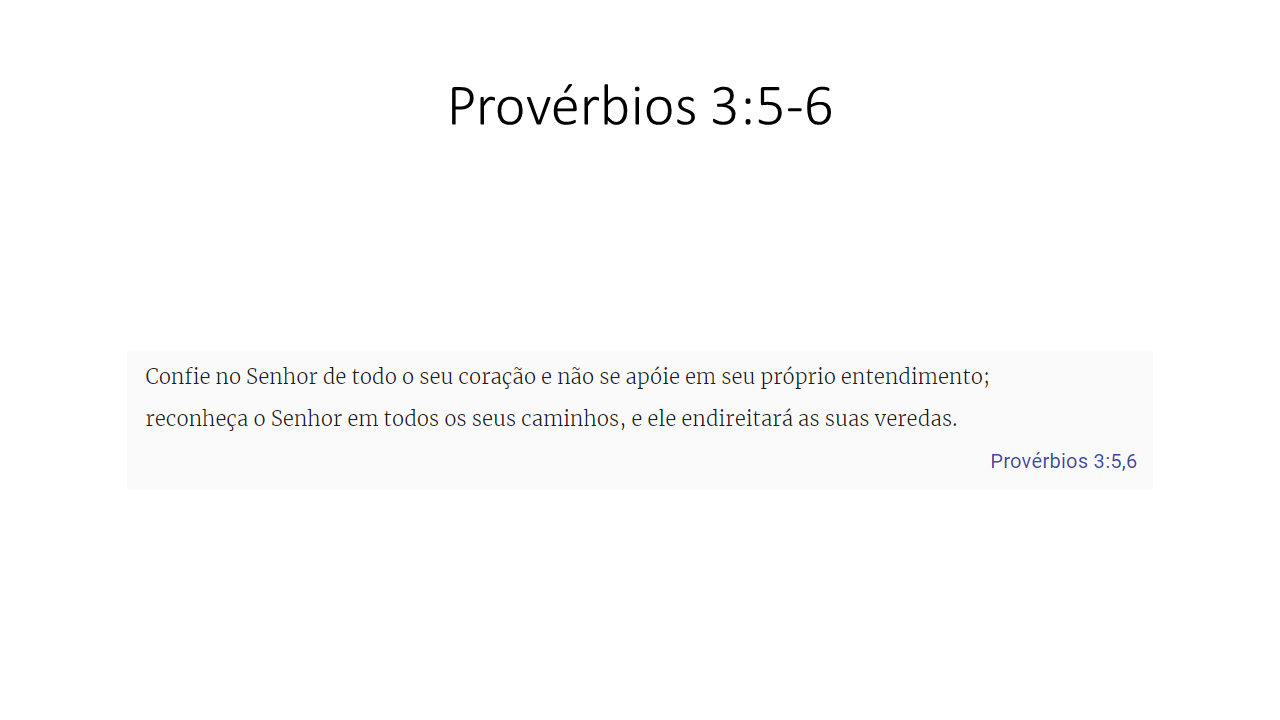 Provérbios 3:5-6
Confie no Senhor de todo o seu coração e não se apóie em seu próprio entendimento;
reconheça o Senhor em todos os seus caminhos, e ele endireitará as suas veredas.
Provérbios 3:5,6